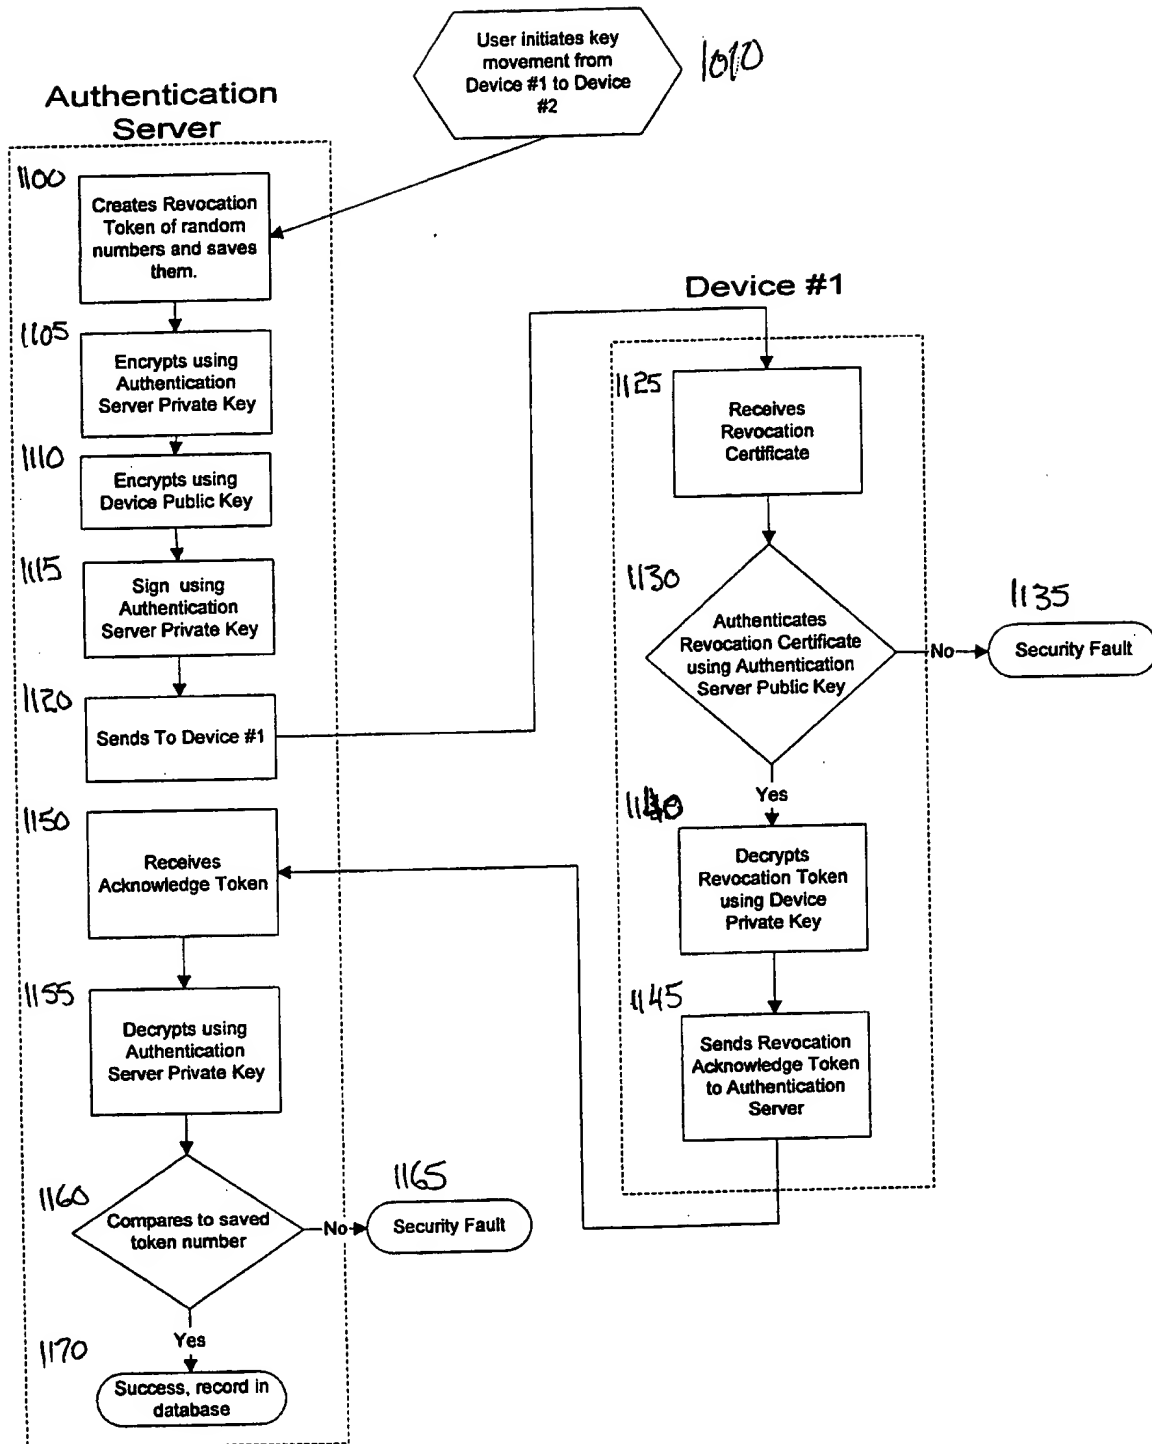 User initiates key
movement from
Device #1 to Device
#2
1010
Authentication
Server
1100
Creates Revocation
Token of random
numbers and saves
them.
1105
Encrypts using
Authentication
Server Private Key
1110
Encrypts using
Device Public Key
1115
Sign using
Authentication
Server Private Key
1120
Sends To Device #1
Device #1
1125
Receives
Revocation
Certificate
1130
Authenticates
Revocation Certificate
using Authentication
Server Public Key
No
1135
Security Fault
Yes
1140
Decrypts
Revocation Token
using Device
Private Key
1145
Sends Revocation
Acknowledge Token
to Authentication
Server
1150
Receives
Acknowledge Token
1155
Decrypts using
Authentication
Server Private Key
1160
Compares to saved
token number
No
1165
Security Fault
Yes
1170
Success, record in
database